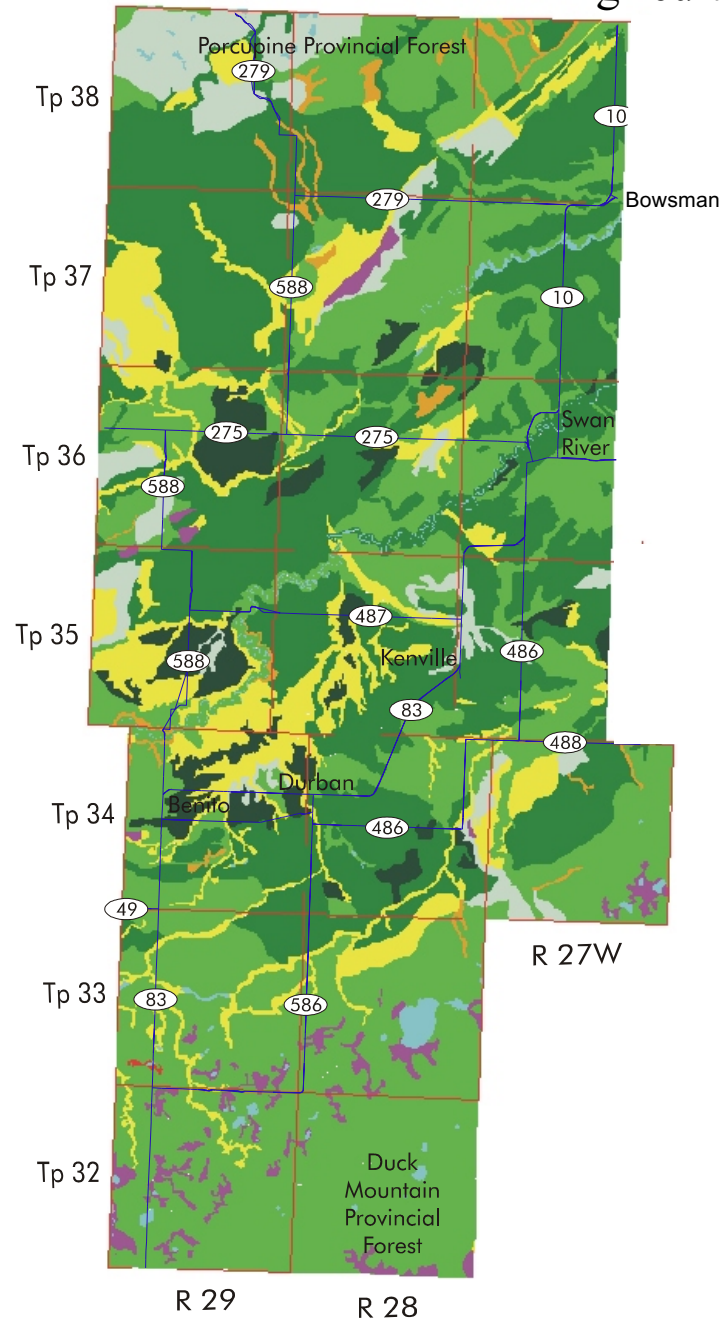 Porcupine Provincial Forest
279
Tp 38
10
279
Bowsman
Tp 37
588
10
Swan
River
275
275
Tp 36
588
487
Tp 35
Kenville
486
588
83
488
Durban
Benito
Tp 34
486
49
R 27W
Tp 33
83
586
Tp 32
Duck
Mountain
Provincial
Forest
R 29
R 28